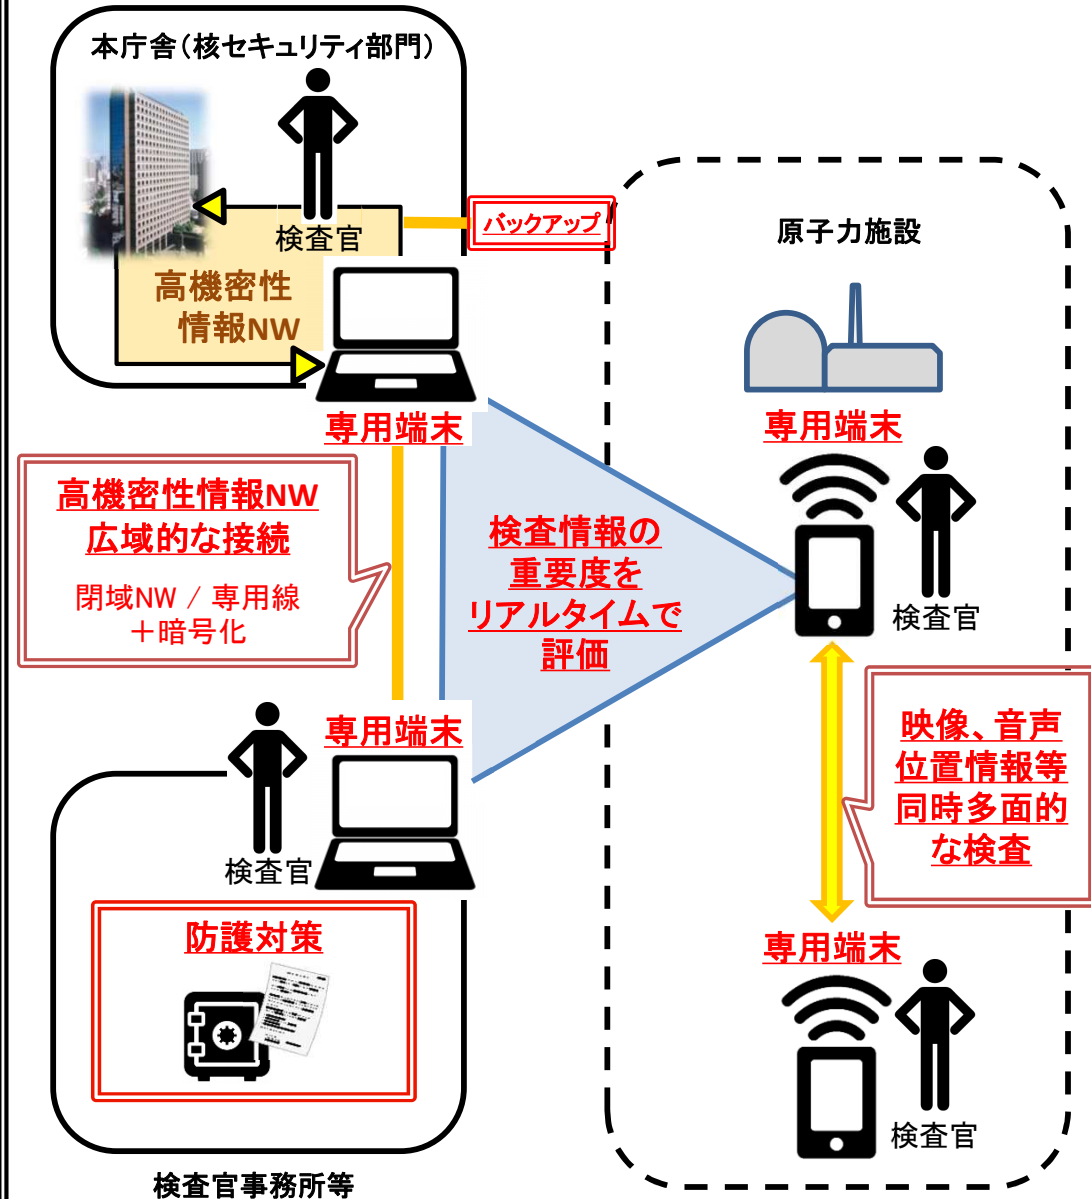 本庁舎（核セキュリティ部門）
検査官
バックアップ
高機密性
情報NW
専用端末
高機密性情報NW
広域的な接続
閉域NW / 専用線
＋暗号化
検査情報の
重要度を
リアルタイムで
評価
専用端末
検査官
防護対策
検査官事務所等
原子力施設
専用端末
検査官
映像、音声
位置情報等
同時多面的
な検査
専用端末
検査官